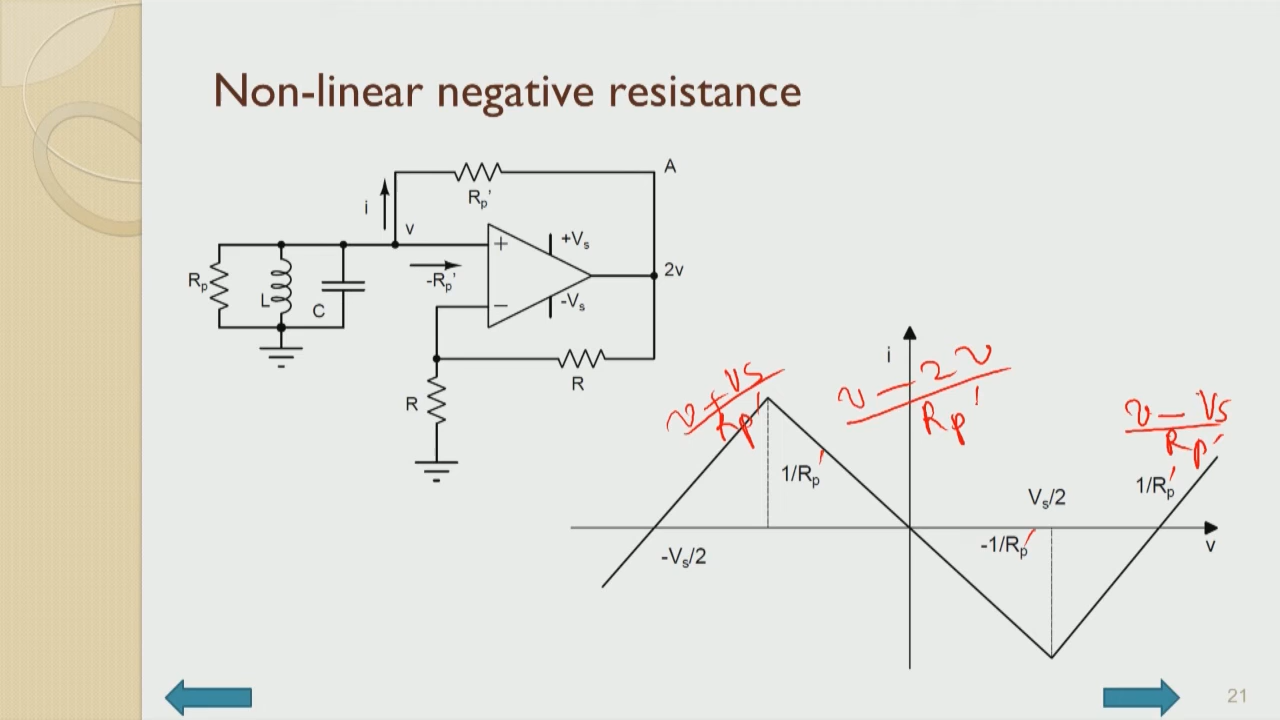 Non-linear negative resistance
A
Rp'
i
v
+Vs
+
2v
Rp
-Rp'
L
C
-Vs
−
R
R
i
v + Vs
Rp'
v - 2v
Rp'
v - Vs
Rp'
1/Rp'
1/Rp'
Vs/2
-Vs/2
-1/Rp'
v
21